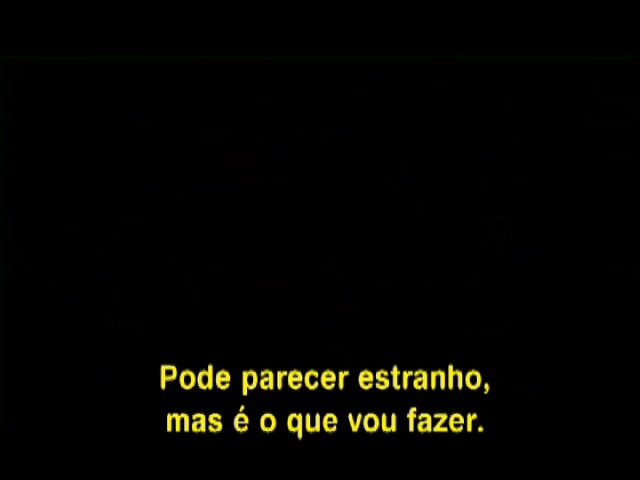 Pode parecer estranho,
mas é o que vou fazer.